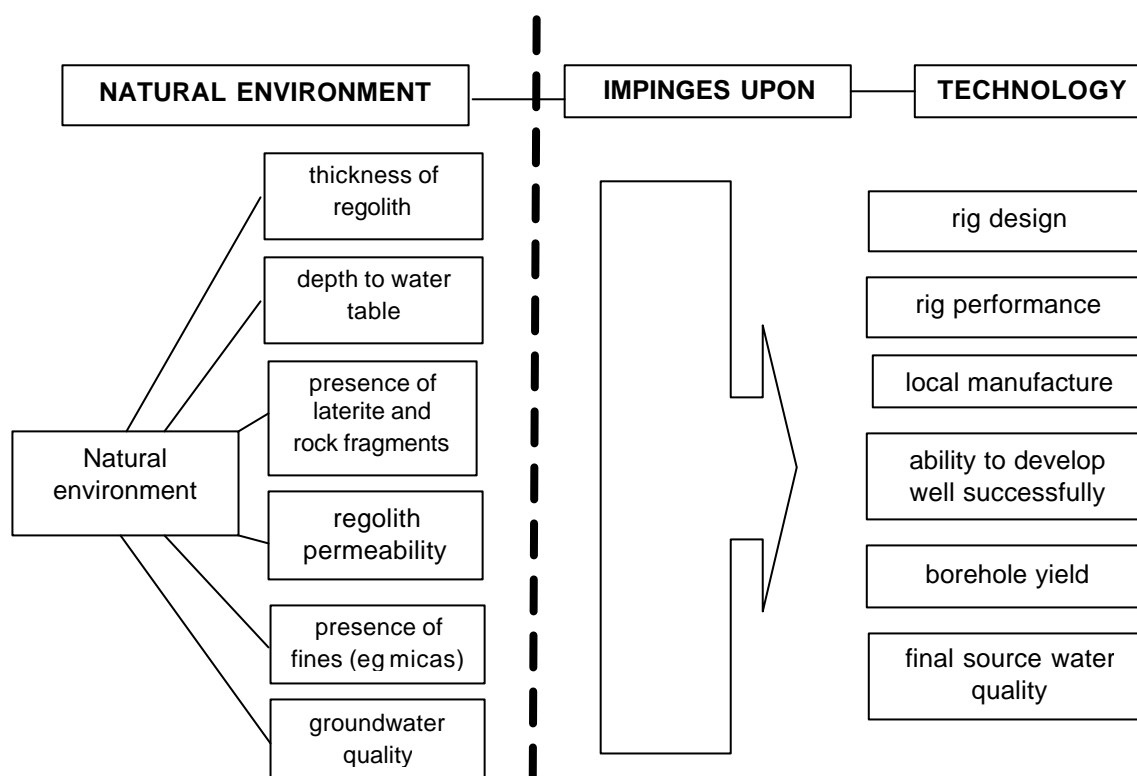 NATURAL ENVIRONMENT
IMPINGES UPON
TECHNOLOGY
thickness of
regolith
depth to water
table
presence of
laterite and
rock fragments
Natural
environment
regolith
permeability
presence of
fines (eg micas)
groundwater
quality
rig design
rig performance
local manufacture
ability to develop
well successfully
borehole yield
final source water
quality